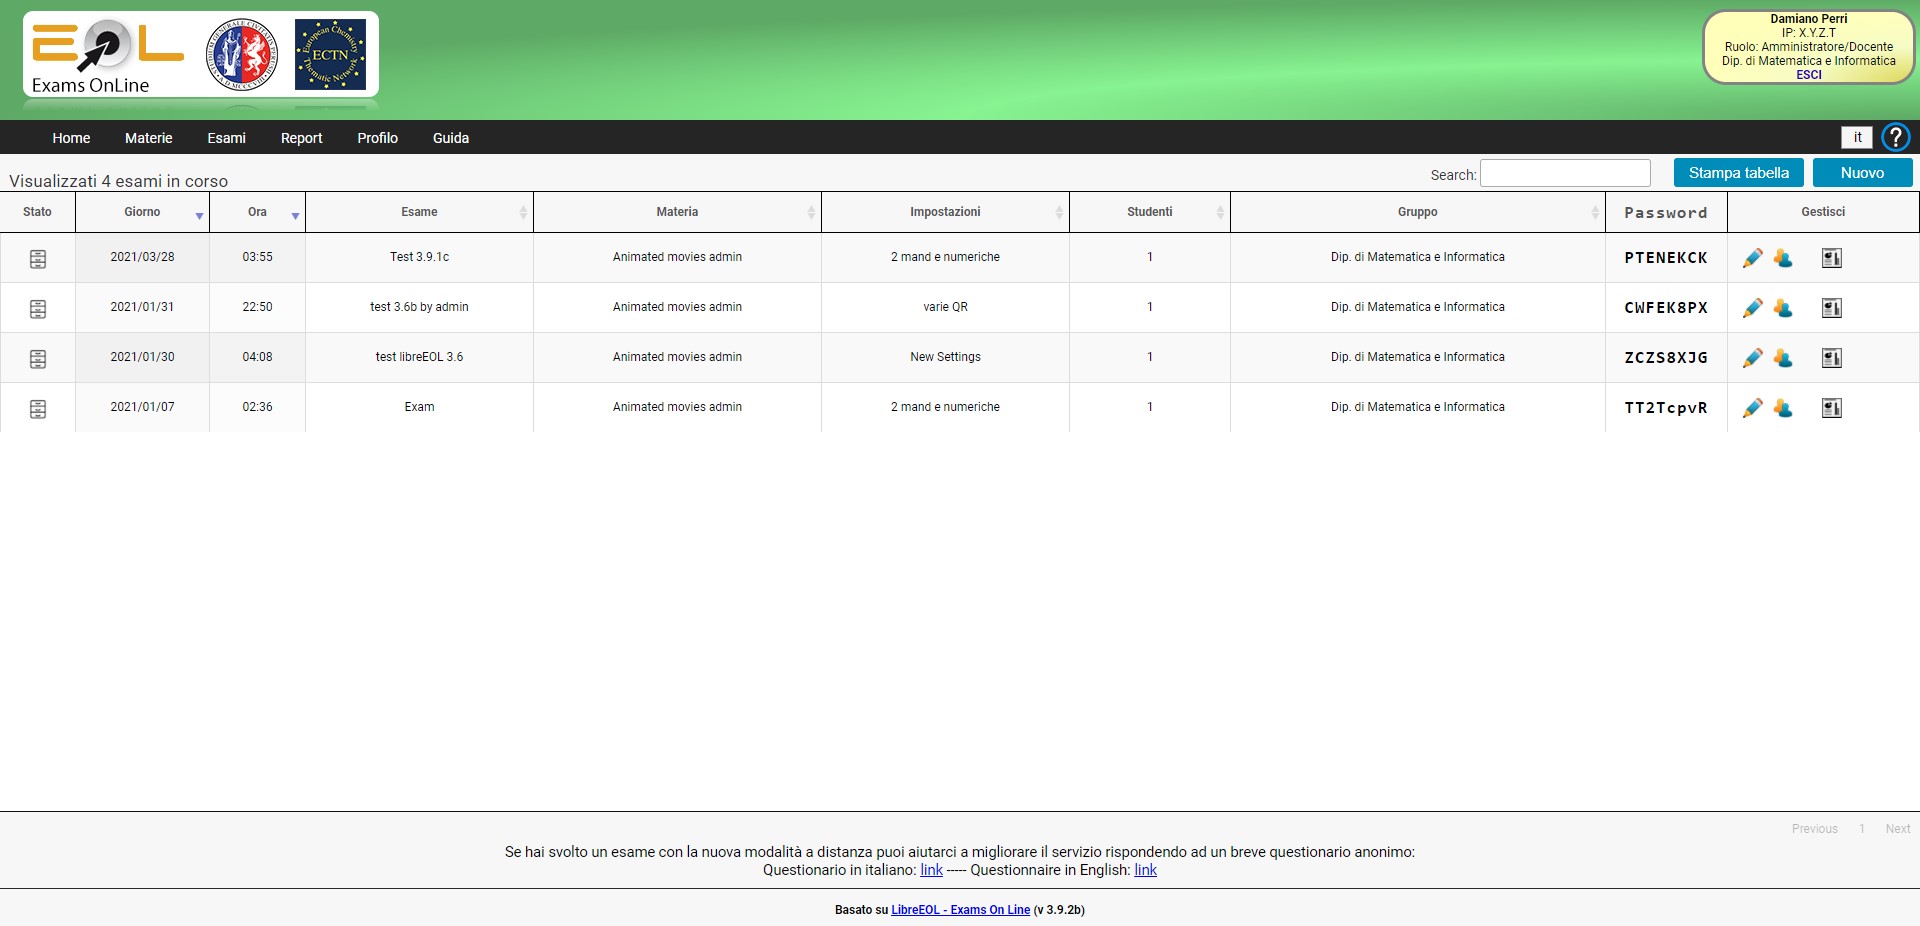 EOL
Exams OnLine
European Chemistry
ECTN
Thematic Network
Damiano Perri
IP: X.Y.Z.T
Ruolo: Amministratore/Docente
Dip. di Matematica e Informatica
ESCI
Home Materie Esami Report Profilo Guida it ?
Visualizzati 4 esami in corso Search: Stampa tabella Nuovo
Stato Giorno Ora Esame Materia Impostazioni Studenti Gruppo Password Gestisci
2021/03/28 03:55 Test 3.9.1c Animated movies admin 2 mand e numeriche 1 Dip. di Matematica e Informatica PTENEKCK
2021/01/31 22:50 test 3.6b by admin Animated movies admin varie QR 1 Dip. di Matematica e Informatica CWFEK8PX
2021/01/30 04:08 test libreEOL 3.6 Animated movies admin New Settings 1 Dip. di Matematica e Informatica ZCZS8XJG
2021/01/07 02:36 Exam Animated movies admin 2 mand e numeriche 1 Dip. di Matematica e Informatica TT2TcpvR
Previous 1 Next
Se hai svolto un esame con la nuova modalità a distanza puoi aiutarci a migliorare il servizio rispondendo ad un breve questionario anonimo:
Questionario in italiano: link ----- Questionnaire in English: link
Basato su LibreEOL - Exams On Line (v 3.9.2b)